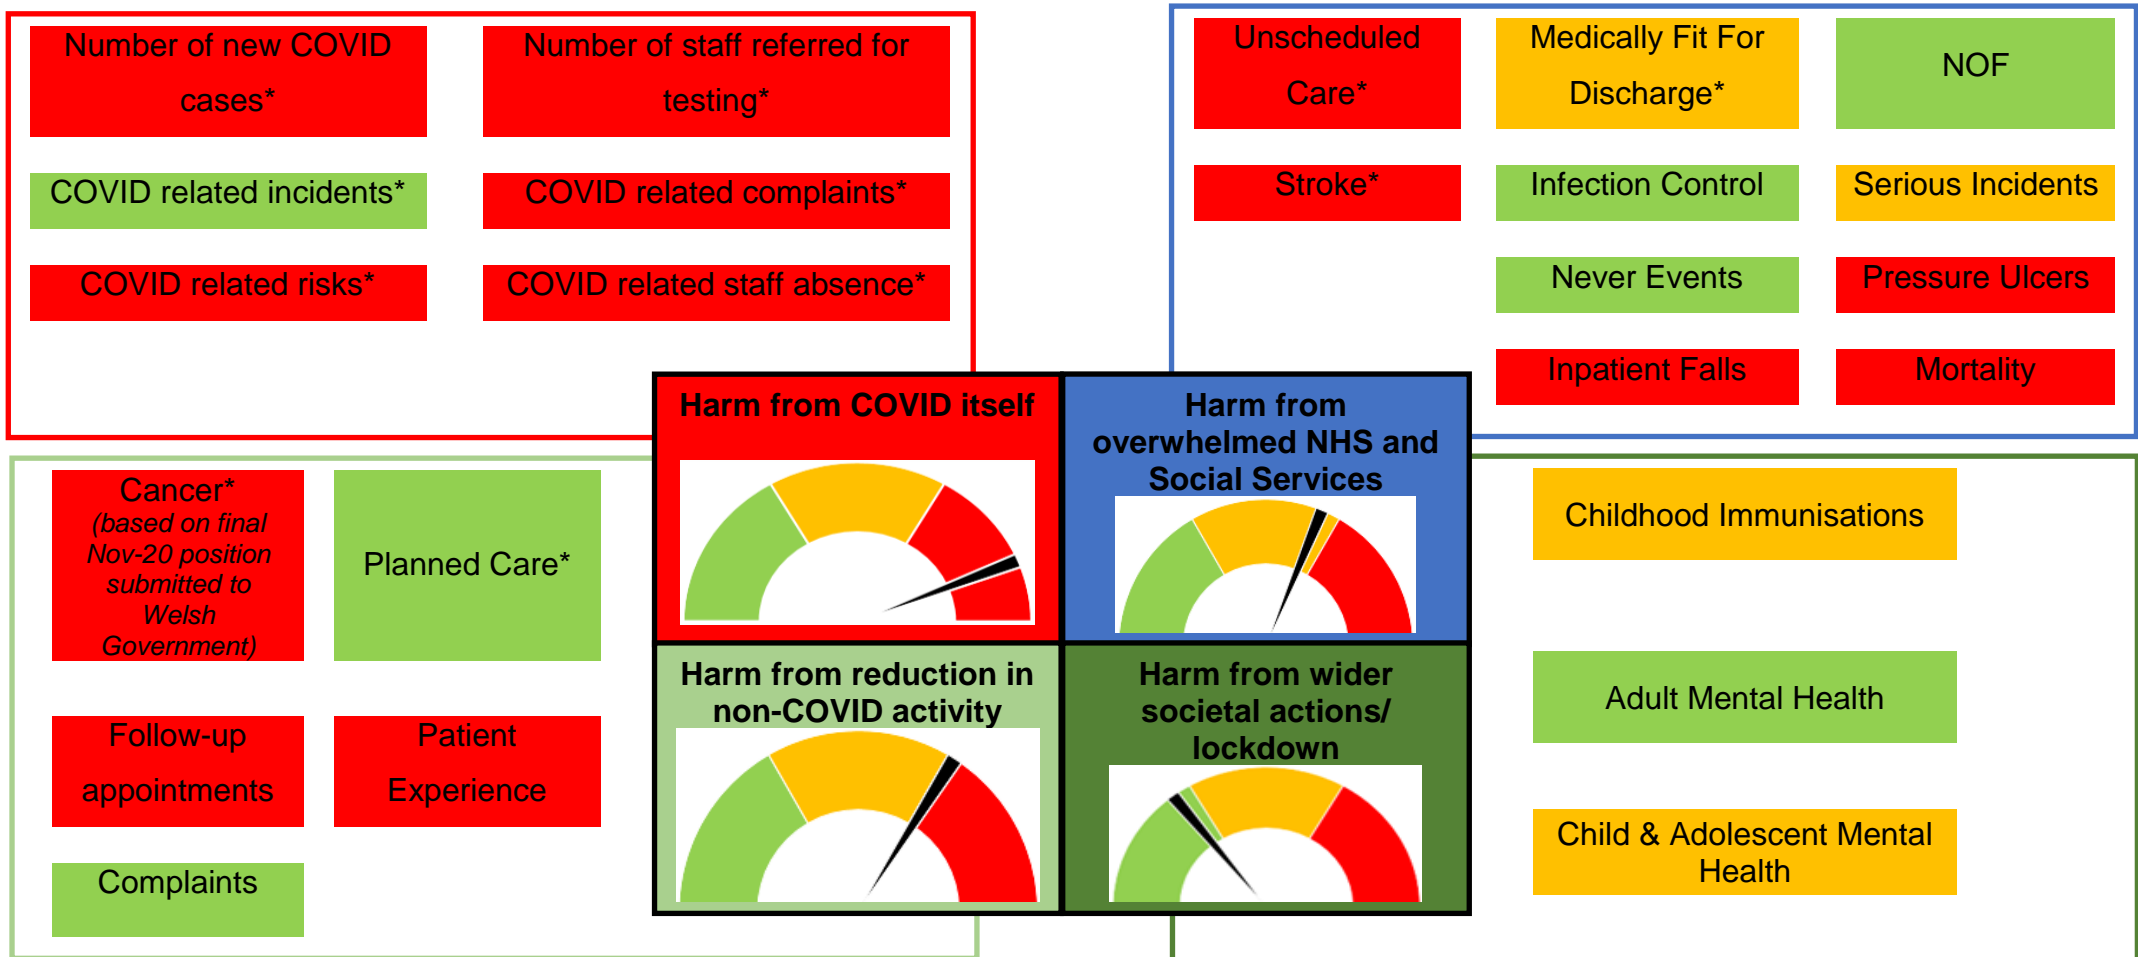 Number of new COVID
cases*
Number of staff referred for
testing*
COVID related incidents*
COVID related complaints*
COVID related risks*
COVID related staff absence*
Unscheduled
Care*
Medically Fit For
Discharge*
NOF
Stroke*
Infection Control
Serious Incidents
Never Events
Pressure Ulcers
Inpatient Falls
Mortality
Harm from COVID itself
Harm from
overwhelmed NHS and
Social Services
Harm from reduction in
non-COVID activity
Harm from wider
societal actions/
lockdown
Cancer*
(based on final
Nov-20 position
submitted to
Welsh
Government)
Planned Care*
Follow-up
appointments
Patient
Experience
Complaints
Childhood Immunisations
Adult Mental Health
Child & Adolescent Mental
Health